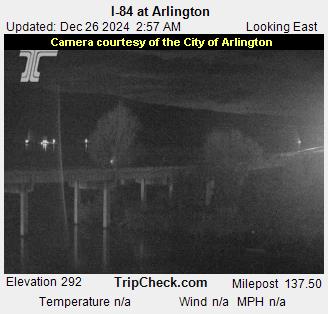 I-84 at Arlington
Updated: Dec 26 2024 2:57 AM Looking East
Camera courtesy of the City of Arlington
Elevation 292 TripCheck.com Milepost 137.50
Temperature n/a Wind n/a MPH n/a